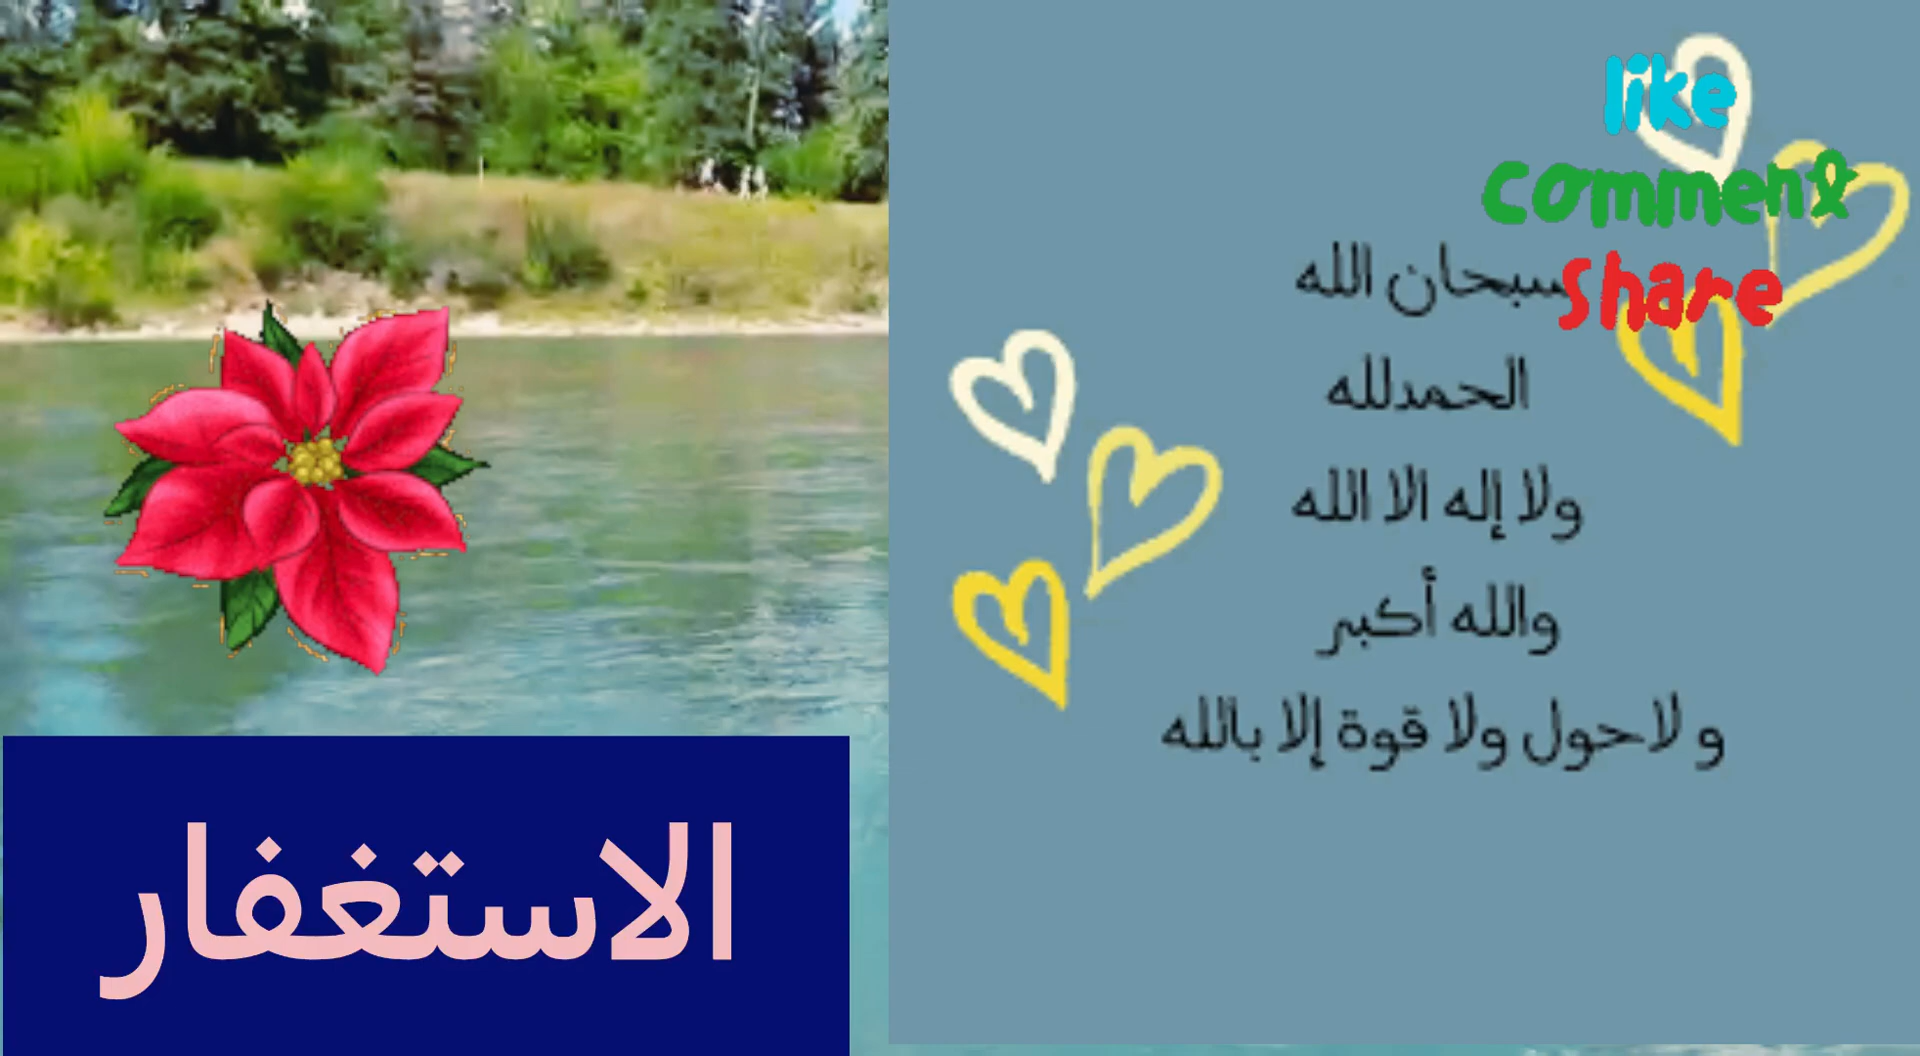 like
comment
share
سبحان الله
الحمدلله
ولا إله الا الله
والله أكبر
و لاحول ولا قوة إلا بالله
الاستغفار